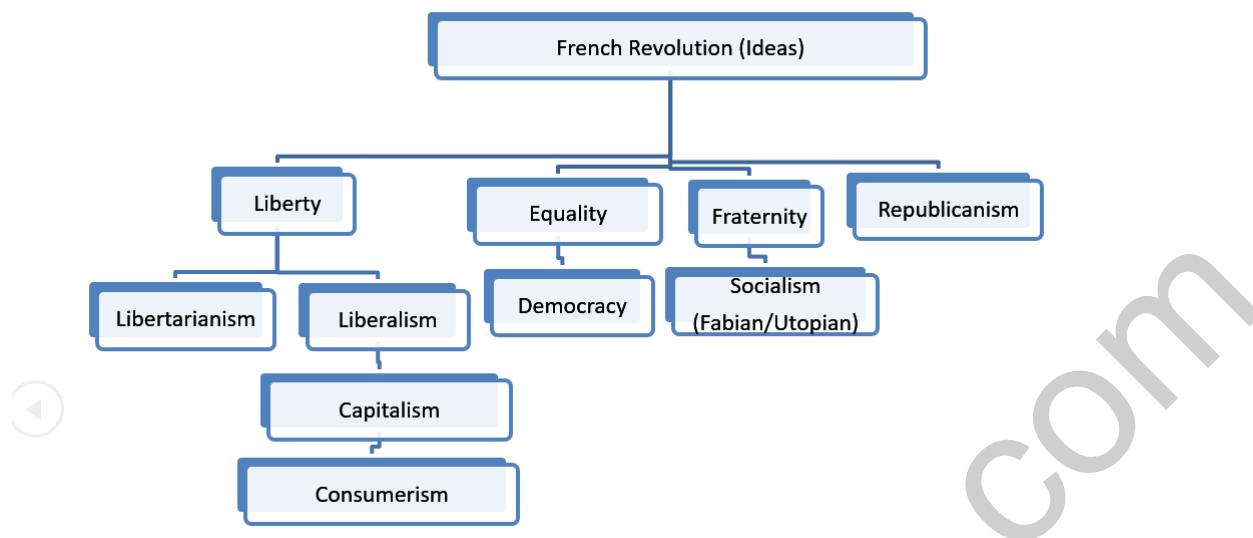 French Revolution (Ideas)
Liberty
Equality
Fraternity
Republicanism
Libertarianism
Liberalism
Democracy
Socialism
(Fabian/Utopian)
Capitalism
Consumerism
com